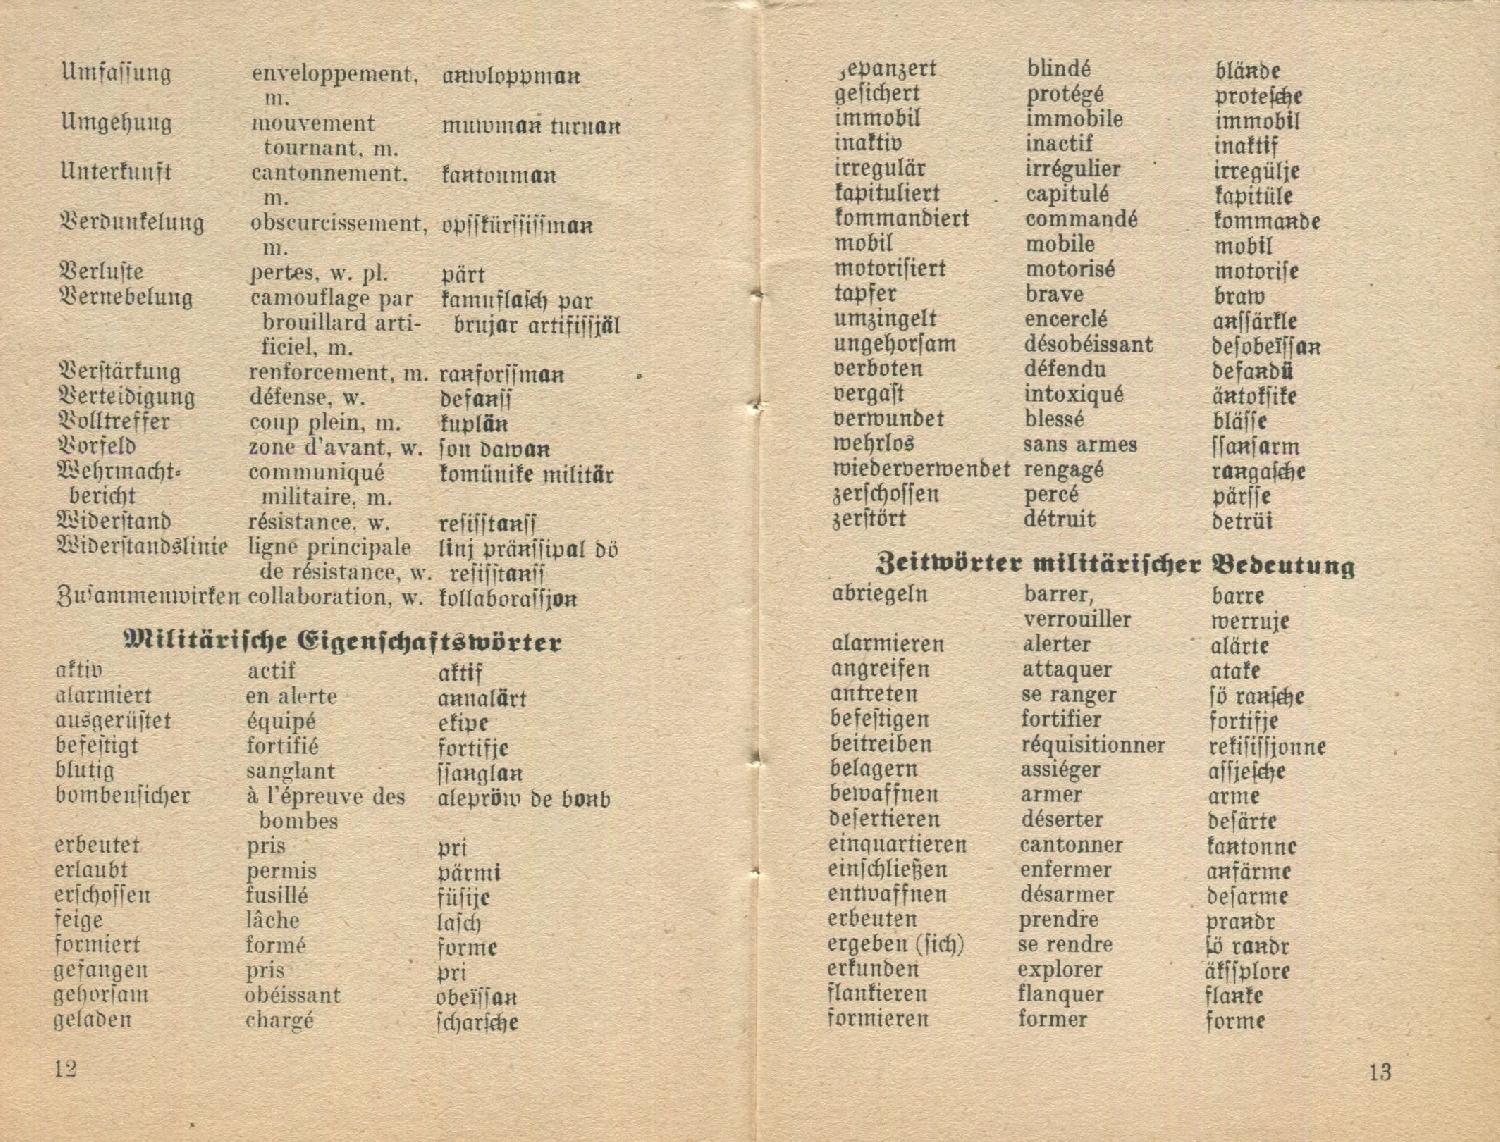 Umfassung enveloppement, anwloppman
m.
Umgehung mouvement muwman turnan
tournant, m.
Unterkunft cantonnement, kantonman
m.
Verdunkelung obscurcissement, opsskürssissman
m.
Verluste pertes, w. pl. pärt
Vernebelung camouflage par kamuflasch par
brouillard arti- brujar artifissjäl
ficiel, m.
Verstärkung renforcement, m. ranforssman
Verteidigung défense, w. defanss
Volltreffer coup plein, m. kuplän
Vorfeld zone d'avant, w. son dawan
Wehrmacht- communiqué komünike militär
bericht militaire, m.
Widerstand résistance, w. resisstanss
Widerstandslinie ligne principale linj pränssipal dö
de résistance, w. resisstanss
Zusammenwirken collaboration, w. kollaborassjon
Militärische Eigenschaftswörter
aktiv actif aktif
alarmiert en alerte annalärt
ausgerüstet équipé ekipe
befestigt fortifié fortifje
blutig sanglant ssanglan
bombensicher à l'épreuve des alepröw de bonb
bombes
erbeutet pris pri
erlaubt permis pärmi
erschossen fusillé füsije
feige lâche lasch
formiert formé forme
gefangen pris pri
gehorsam obéissant obeïssan
geladen chargé scharsche
12
gepanzert blindé blände
gesichert protégé protesche
immobil immobile immobil
inaktiv inactif inaktif
irregulär irrégulier irregülje
kapituliert capitulé kapitüle
kommandiert commandé kommande
mobil mobile mobil
motorisiert motorisé motorise
tapfer brave braw
umzingelt encerclé anssärkle
ungehorsam désobéissant desobeïssan
verboten défendu defandü
vergast intoxiqué äntoksike
verwundet blessé blässe
wehrlos sans armes ssansarm
wiederverwendet rengagé rangasche
zerschossen percé pärsse
zerstört détruit detrüi
Zeitwörter militärischer Bedeutung
abriegeln barrer, barre
verrouiller werruje
alarmieren alerter alärte
angreifen attaquer atake
antreten se ranger sö ransche
befestigen fortifier fortifje
beitreiben réquisitionner rekisissjonne
belagern assiéger assjesche
bewaffnen armer arme
desertieren déserter desärte
einquartieren cantonner kantonne
einschließen enfermer anfärme
entwaffnen désarmer desarme
erbeuten prendre prandr
ergeben (sich) se rendre sö randr
erkunden explorer äkssplore
flankieren flanquer flanke
formieren former forme
13